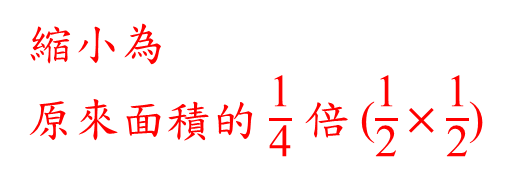 縮小為
原來面積的 1/4 倍 (1/2 × 1/2)